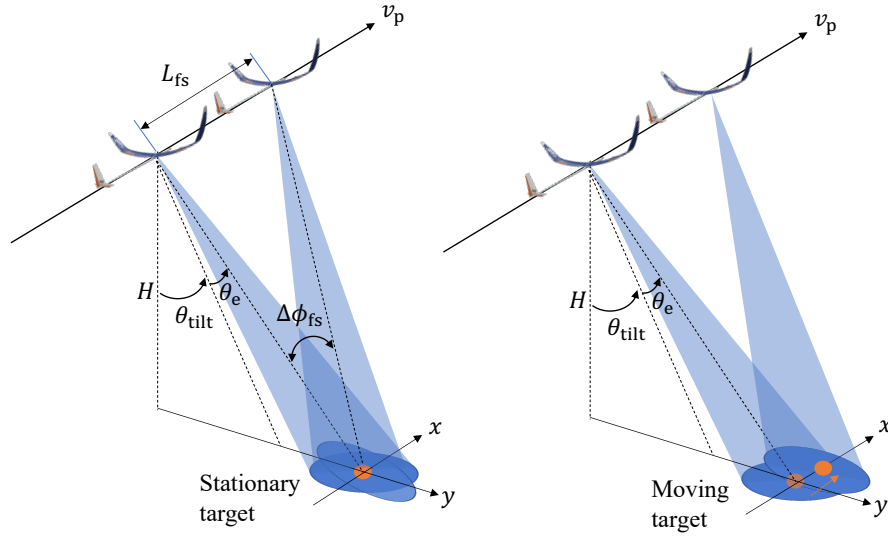 v_p
L_fs
H
θ_tilt
θ_e
Δϕ_fs
x
y
Stationary
target
v_p
H
θ_tilt
θ_e
x
y
Moving
target